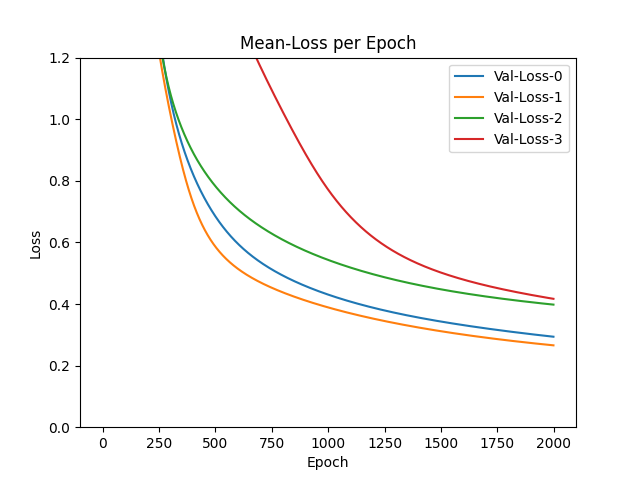 Mean-Loss per Epoch
Val-Loss-0
Val-Loss-1
Val-Loss-2
Val-Loss-3
Loss
1.2
1.0
0.8
0.6
0.4
0.2
0.0
0 250 500 750 1000 1250 1500 1750 2000
Epoch